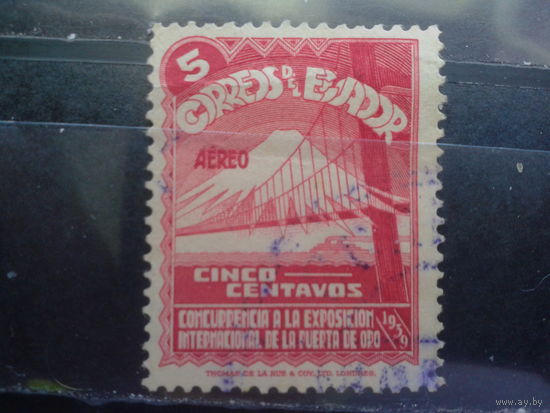 5
CORREOS DEL ECUADOR
AÉREO
CINCO
CENTAVOS
CONCURRENCIA A LA EXPOSICION
INTERNACIONAL DE LA PUERTA DE ORO
1939
THOMAS DE LA RUE & COY, LTD. LONDRES.
www.ay.by